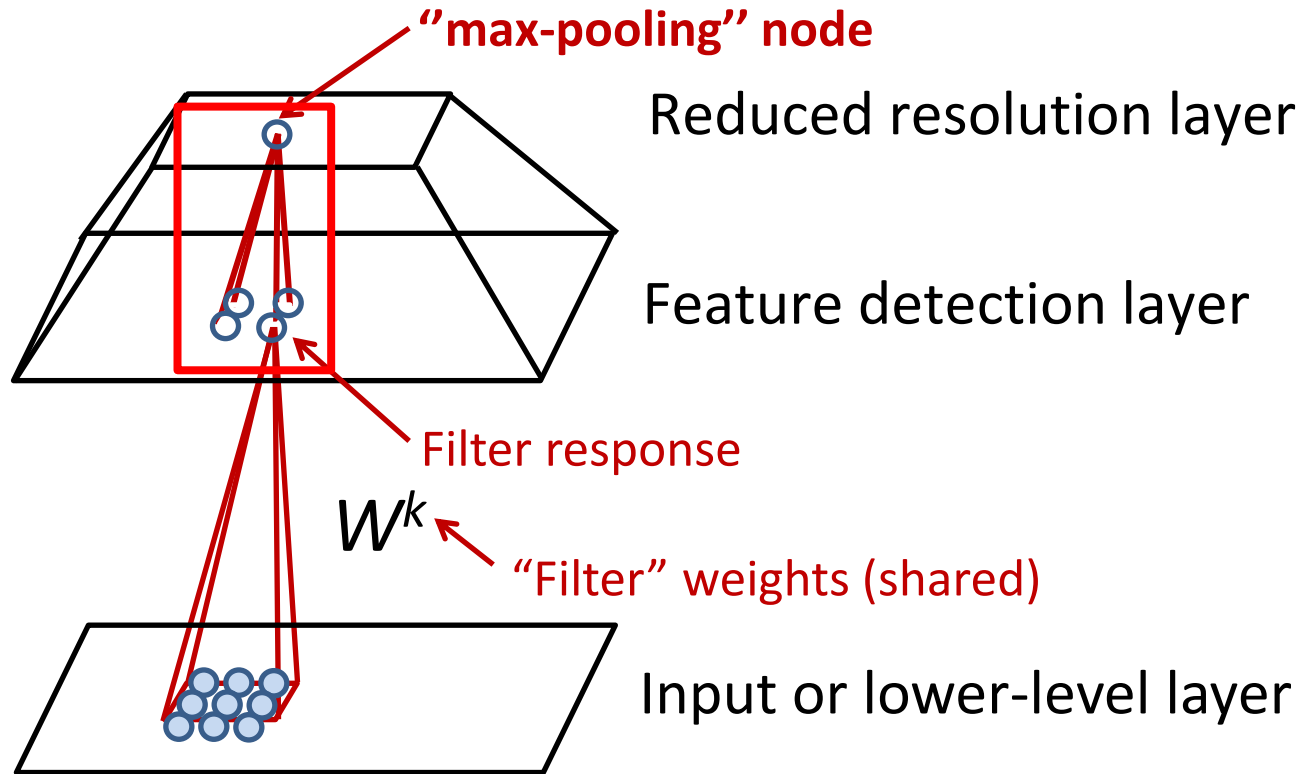 ‘’max-pooling’’ node
Reduced resolution layer
Feature detection layer
Filter response
W^k
“Filter” weights (shared)
Input or lower-level layer